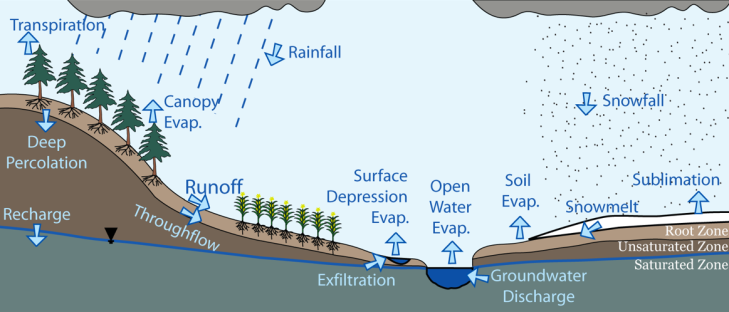 Transpiration
Rainfall
Canopy
Evap.
Snowfall
Deep
Percolation
Surface
Depression
Evap.
Open
Water
Evap.
Soil
Evap.
Sublimation
Runoff
Snowmelt
Recharge
Throughflow
Root Zone
Unsaturated Zone
Saturated Zone
Exfiltration
Groundwater
Discharge